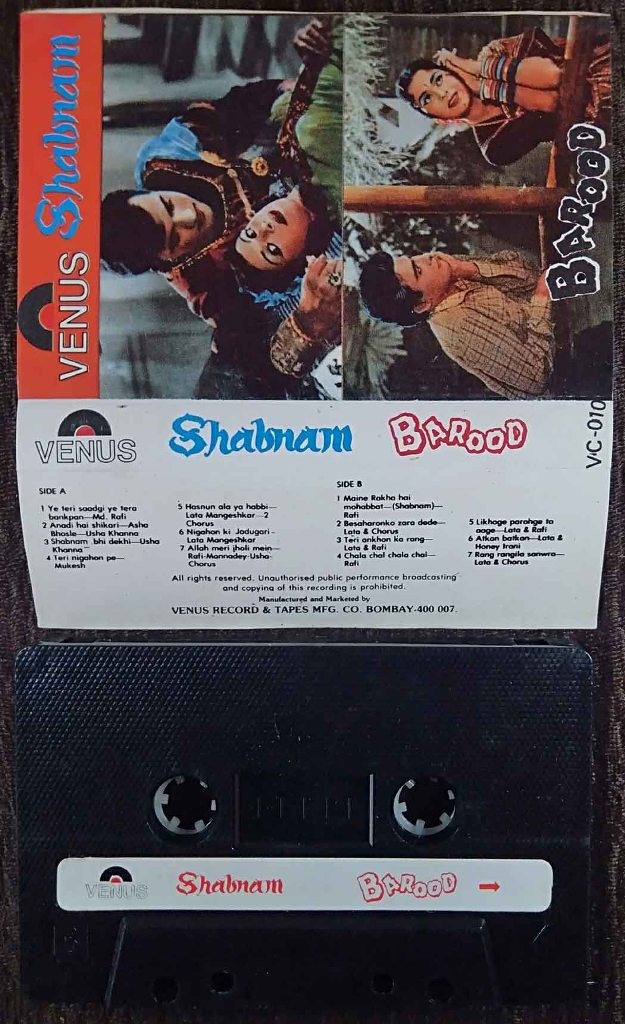 VENUS Shabnam
BAROOD
VENUS Shabnam BAROOD
VC-010
SIDE A
1 Ye teri saadgi ye tera
bankpan—Md. Rafi
2 Anadi hai shikari—Asha
Bhosle—Usha Khanna
3 Shabnam bhi dekhi—Usha
Khanna
4 Teri nigahon pe—
Mukesh
5 Hasnun ala ya habbi—
Lata Mangeshkar-2
Chorus
6 Nigahon ki Jadugari-
Lata Mangeshkar
7 Allah meri jholi mein—
Rafi-Mannadey-Usha-
Chorus
SIDE B
1 Maine Rakha hai
mohabbat—(Shabnam)—
Rafi
2 Besaharonko zara dede—
Lata & Chorus
3 Teri ankhon ka rang—
Lata & Rafi
4 Chala chal chala chal—
Rafi
5 Likhoge parohge to
aage—Lata & Rafi
6 Atkan batkan—Lata &
Honey Irani
7 Rang rangila sanwra—
Lata & Chorus
All rights reserved. Unauthorised public performance broadcasting
and copying of this recording is prohibited.
Manufactured and Marketed by
VENUS RECORD & TAPES MFG. CO. BOMBAY-400 007.
VENUS Shabnam BAROOD